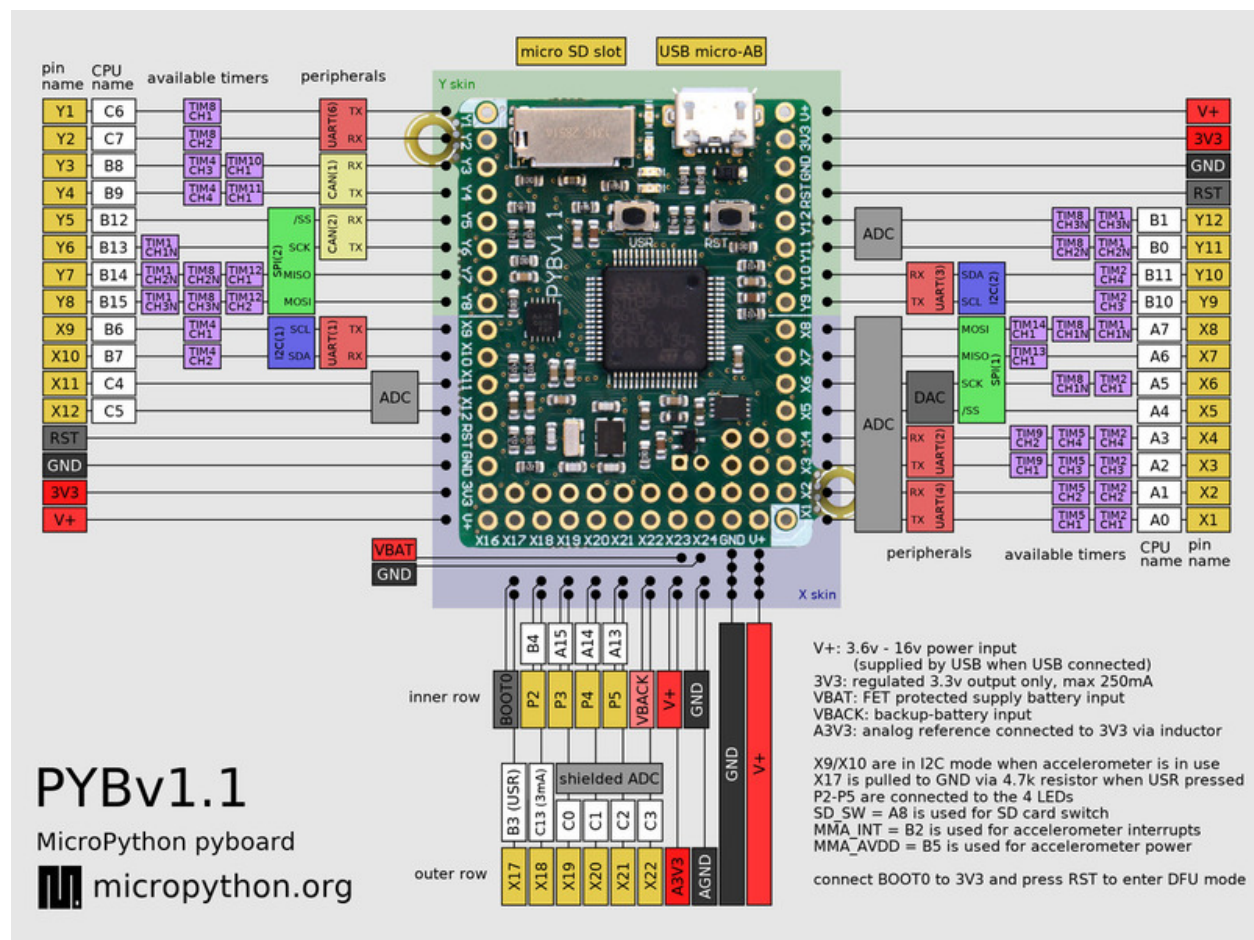 micro SD slot
USB micro-AB
pin name
CPU name
available timers
peripherals
Y skin
Y1 C6 TIM8 CH1 UART(6) TX
Y2 C7 TIM8 CH2 RX
Y3 B8 TIM4 CH3 TIM10 CH1 CAN(1) RX
Y4 B9 TIM4 CH4 TIM11 CH1 TX
Y5 B12 /SS CAN(2) RX
Y6 B13 TIM1 CH1N SPI(2) SCK TX
Y7 B14 TIM1 CH2N TIM8 CH2N TIM12 CH1 MISO
Y8 B15 TIM1 CH3N TIM8 CH3N TIM12 CH2 MOSI
X9 B6 TIM4 CH1 I2C(1) SCL UART(1) TX
X10 B7 TIM4 CH2 SDA RX
X11 C4 ADC
X12 C5
RST
GND
3V3
V+
Y1
Y2
Y3
Y4
Y5
Y6
Y7
Y8
X9
X10
X11
X12
RST
GND
3V3
V+
PYBv1.1
USR
RST
V+
3V3
GND
RST
Y12
Y11
Y10
Y9
X8
X7
X6
X5
X4
X3
X2
X1
X16 X17 X18 X19 X20 X21 X22 X23 X24 GND V+
V+
3V3
GND
RST
ADC TIM8 CH3N TIM1 CH3N B1 Y12
TIM8 CH2N TIM1 CH2N B0 Y11
RX UART(3) SDA I2C(2) TIM2 CH4 B11 Y10
TX SCL TIM2 CH3 B10 Y9
ADC MOSI SPI(1) TIM14 CH1 TIM8 CH1N TIM1 CH1N A7 X8
MISO TIM13 CH1 A6 X7
DAC SCK TIM8 CH1N TIM2 CH1 A5 X6
/SS A4 X5
RX UART(2) TIM9 CH2 TIM5 CH4 TIM2 CH4 A3 X4
TX TIM9 CH1 TIM5 CH3 TIM2 CH3 A2 X3
RX UART(4) TIM5 CH2 TIM2 CH2 A1 X2
TX TIM5 CH1 TIM2 CH1 A0 X1
peripherals
available timers
CPU name
pin name
VBAT
GND
X skin
B4 A15 A14 A13
inner row
BOOT0 P2 P3 P4 P5 VBACK V+ GND
GND V+
shielded ADC
B3 (USR) C13 (3mA) C0 C1 C2 C3
outer row
X17 X18 X19 X20 X21 X22 A3V3 AGND
V+: 3.6v - 16v power input
(supplied by USB when USB connected)
3V3: regulated 3.3v output only, max 250mA
VBAT: FET protected supply battery input
VBACK: backup-battery input
A3V3: analog reference connected to 3V3 via inductor
X9/X10 are in I2C mode when accelerometer is in use
X17 is pulled to GND via 4.7k resistor when USR pressed
P2-P5 are connected to the 4 LEDs
SD_SW = A8 is used for SD card switch
MMA_INT = B2 is used for accelerometer interrupts
MMA_AVDD = B5 is used for accelerometer power
connect BOOT0 to 3V3 and press RST to enter DFU mode
PYBv1.1
MicroPython pyboard
micropython.org